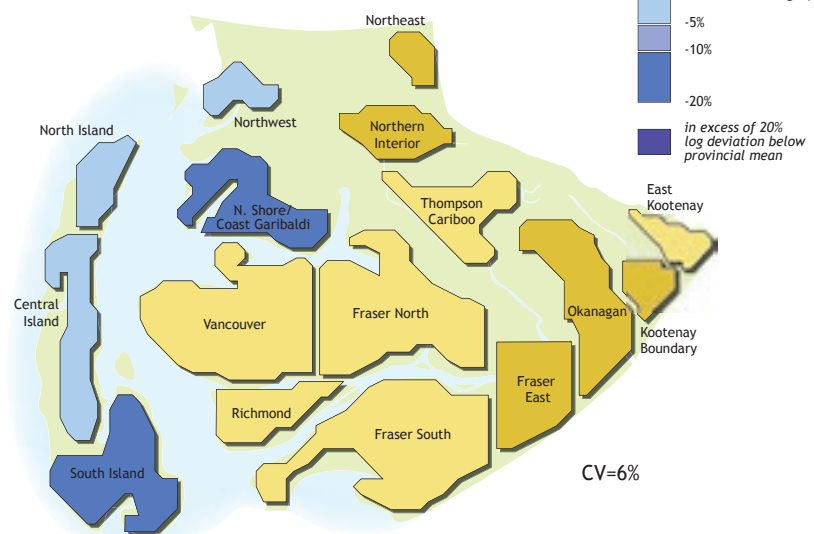 Northeast
-5%
-10%
-20%
in excess of 20%
log deviation below
provincial mean
Northwest
North Island
Northern
Interior
East
Kootenay
Thompson
Cariboo
N. Shore/
Coast Garibaldi
Central
Island
Vancouver
Fraser North
Okanagan
Kootenay
Boundary
Fraser
East
Richmond
Fraser South
South Island
CV=6%